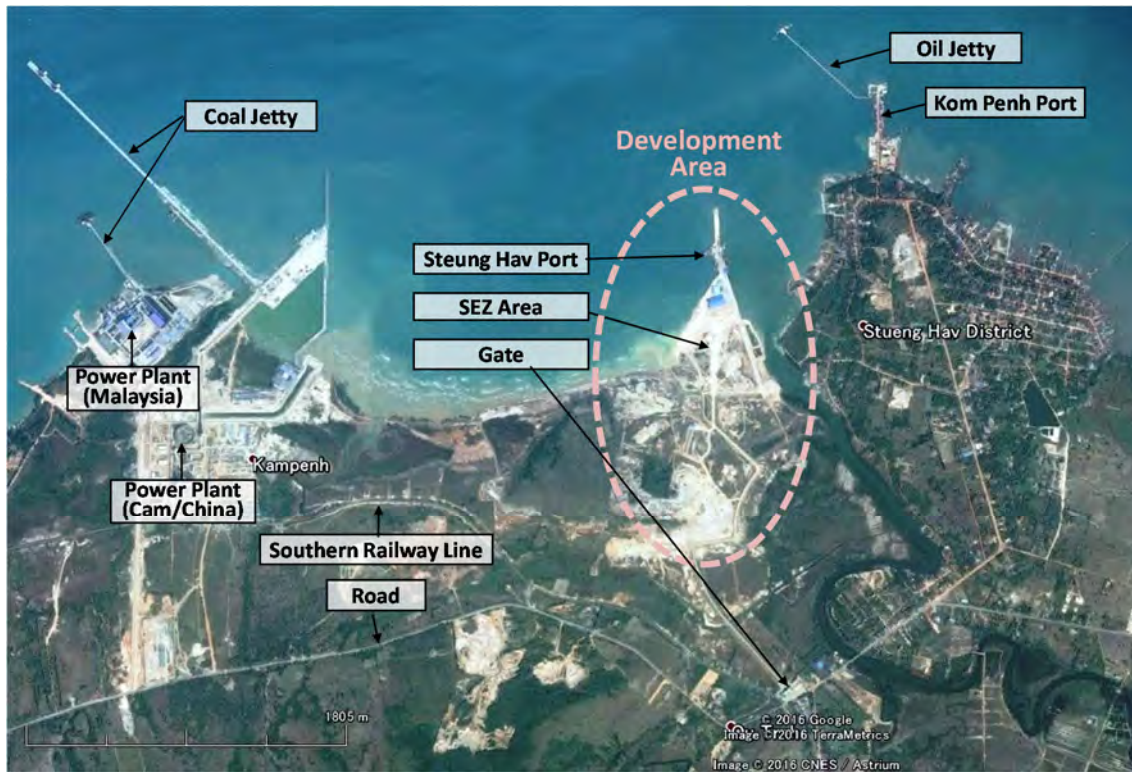 Oil Jetty
Coal Jetty
Kom Penh Port
Development
Area
Steung Hav Port
SEZ Area
Stueng Hav District
Gate
Power Plant
(Malaysia)
Kampenh
Power Plant
(Cam/China)
Southern Railway Line
Road
1805 m
© 2016 Google
Image © 2016 TerraMetrics
Image © 2016 CNES / Astrium